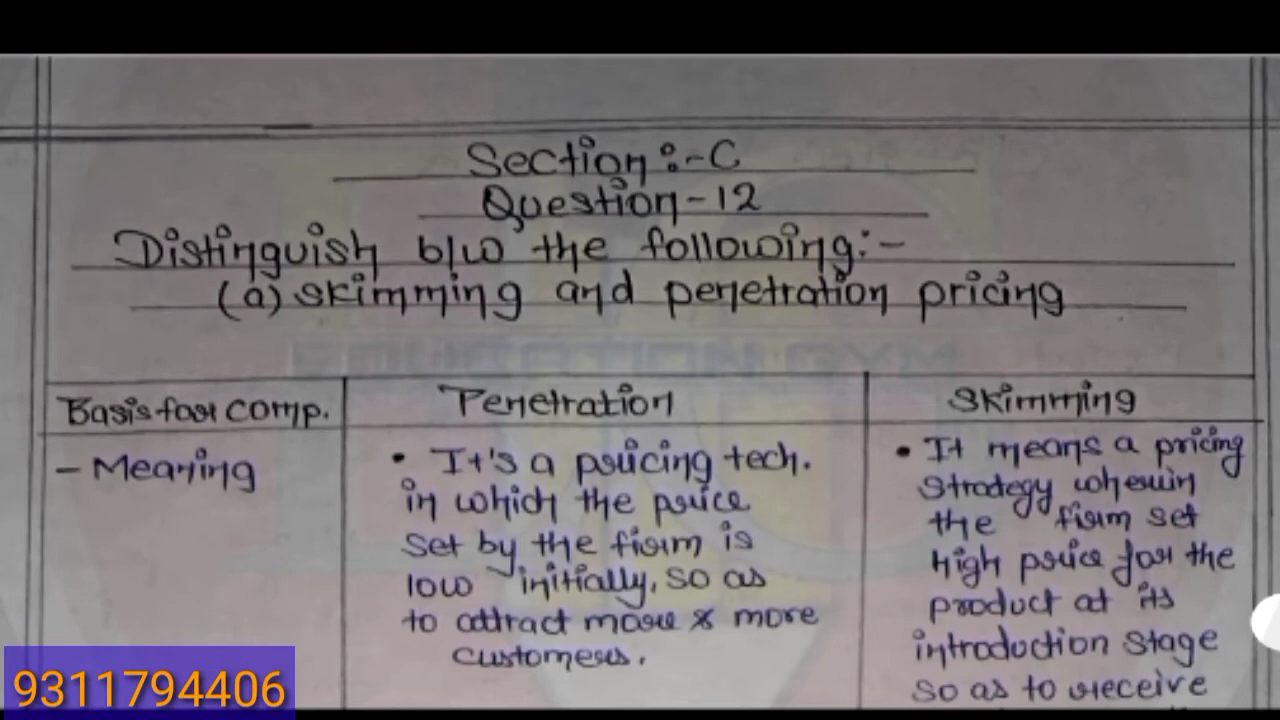 Section :- C
Question - 12
Distinguish b/w the following :-
(a) skimming and penetration pricing
Basis for comp.
Penetration
Skimming
- Meaning
• It's a pricing tech.
in which the price
set by the firm is
low initially, so as
to attract more & more
customers.
• It means a pricing
strategy wherein
the firm set
high price for the
product at its
introduction stage
so as to receive
9311794406